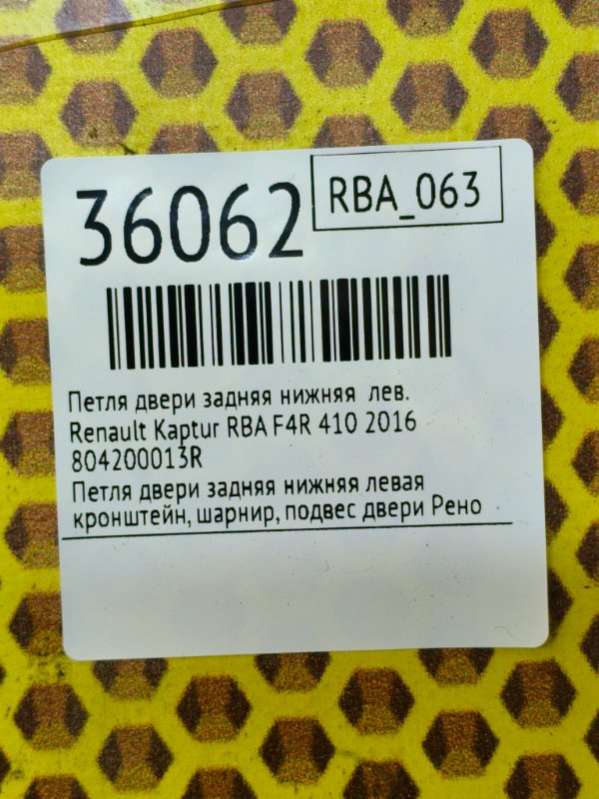 36062
RBA_063
Петля двери задняя нижняя лев.
Renault Kaptur RBA F4R 410 2016
804200013R
Петля двери задняя нижняя левая
кронштейн, шарнир, подвес двери Рено